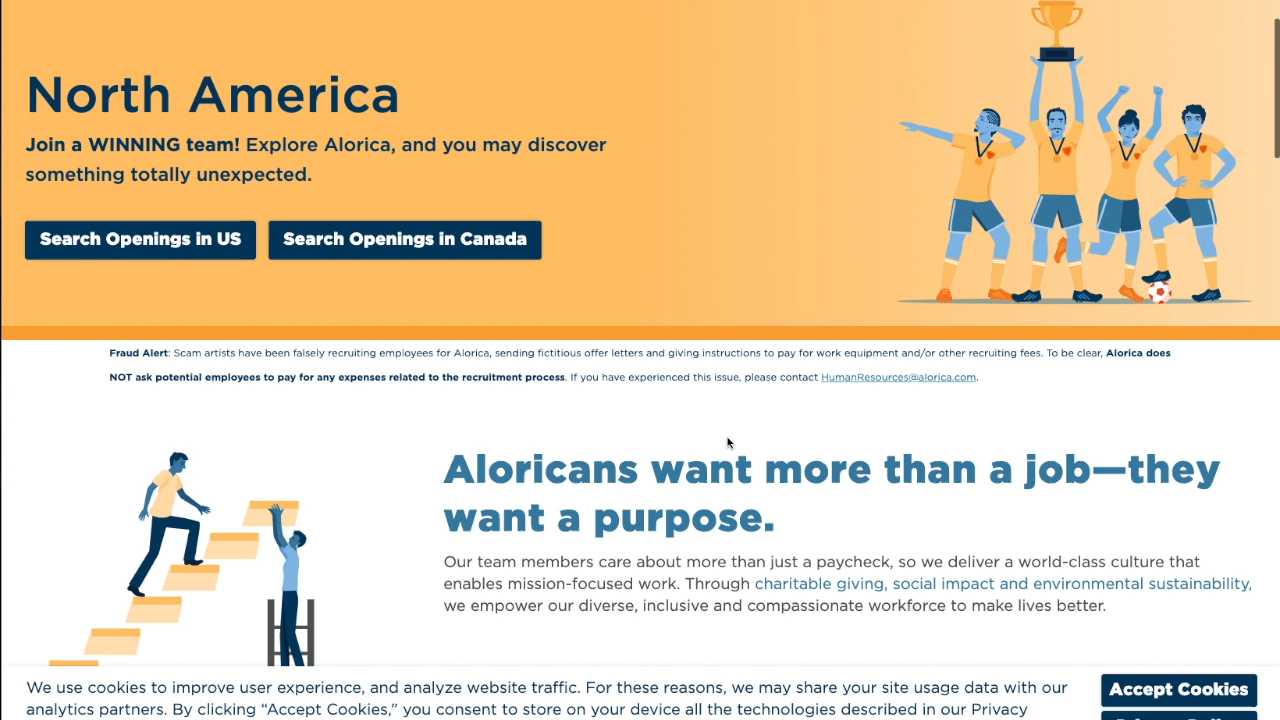 North America
Join a WINNING team! Explore Alorica, and you may discover
something totally unexpected.
Search Openings in US
Search Openings in Canada
Fraud Alert: Scam artists have been falsely recruiting employees for Alorica, sending fictitious offer letters and giving instructions to pay for work equipment and/or other recruiting fees. To be clear, Alorica does
NOT ask potential employees to pay for any expenses related to the recruitment process. If you have experienced this issue, please contact HumanResources@alorica.com.
Aloricans want more than a job—they
want a purpose.
Our team members care about more than just a paycheck, so we deliver a world-class culture that
enables mission-focused work. Through charitable giving, social impact and environmental sustainability,
we empower our diverse, inclusive and compassionate workforce to make lives better.
We use cookies to improve user experience, and analyze website traffic. For these reasons, we may share your site usage data with our
analytics partners. By clicking “Accept Cookies,” you consent to store on your device all the technologies described in our Privacy
Accept Cookies